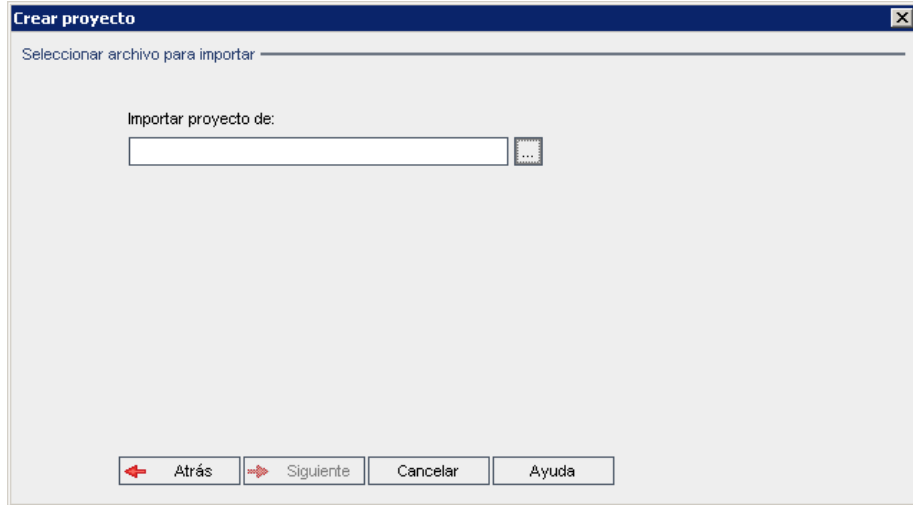 Crear proyecto
Seleccionar archivo para importar
Importar proyecto de:
...
Atrás Siguiente Cancelar Ayuda